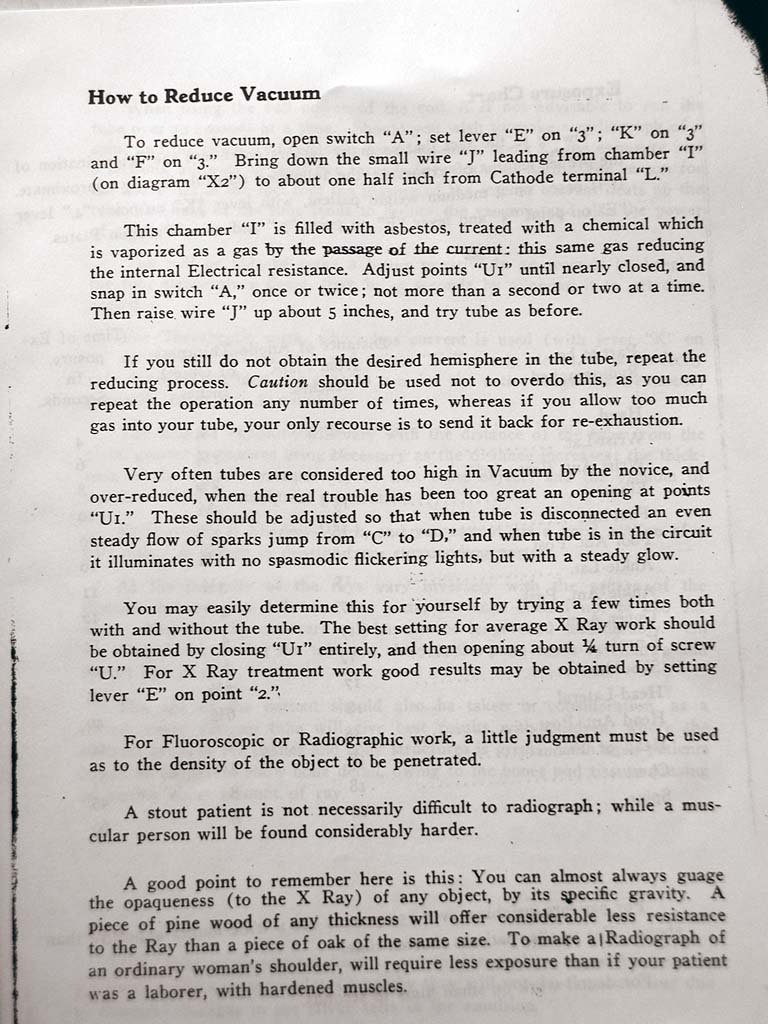 How to Reduce Vacuum
To reduce vacuum, open switch "A"; set lever "E" on "3"; "K" on "3"
and "F" on "3." Bring down the small wire "J" leading from chamber "I"
(on diagram "X2") to about one half inch from Cathode terminal "L."
This chamber "I" is filled with asbestos, treated with a chemical which
is vaporized as a gas by the passage of the current: this same gas reducing
the internal Electrical resistance. Adjust points "U1" until nearly closed, and
snap in switch "A," once or twice; not more than a second or two at a time.
Then raise wire "J" up about 5 inches, and try tube as before.
If you still do not obtain the desired hemisphere in the tube, repeat the
reducing process. Caution should be used not to overdo this, as you can
repeat the operation any number of times, whereas if you allow too much
gas into your tube, your only recourse is to send it back for re-exhaustion.
Very often tubes are considered too high in Vacuum by the novice, and
over-reduced, when the real trouble has been too great an opening at points
"U1." These should be adjusted so that when tube is disconnected an even
steady flow of sparks jump from "C" to "D," and when tube is in the circuit
it illuminates with no spasmodic flickering lights, but with a steady glow.
You may easily determine this for yourself by trying a few times both
with and without the tube. The best setting for average X Ray work should
be obtained by closing "U1" entirely, and then opening about ¼ turn of screw
"U." For X Ray treatment work good results may be obtained by setting
lever "E" on point "2."
For Fluoroscopic or Radiographic work, a little judgment must be used
as to the density of the object to be penetrated.
A stout patient is not necessarily difficult to radiograph; while a mus-
cular person will be found considerably harder.
A good point to remember here is this: You can almost always guage
the opaqueness (to the X Ray) of any object, by its specific gravity. A
piece of pine wood of any thickness will offer considerable less resistance
to the Ray than a piece of oak of the same size. To make a Radiograph of
an ordinary woman's shoulder, will require less exposure than if your patient
was a laborer, with hardened muscles.